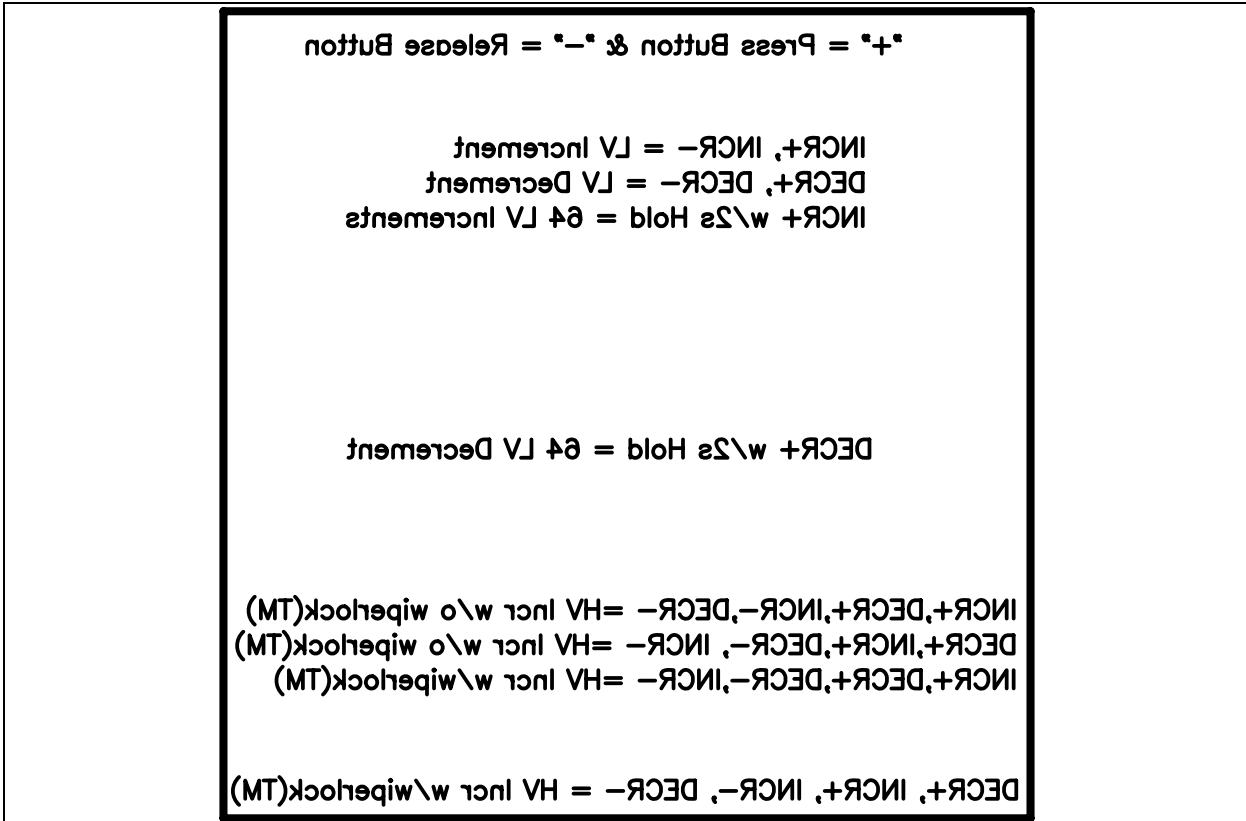 "+" = Press Button & "-" = Release Button
INCR+, INCR- = LV Increment
DECR+, DECR- = LV Decrement
INCR+ w/2s Hold = 64 LV Increments
DECR+ w/2s Hold = 64 LV Decrement
INCR+,DECR+,INCR-,DECR- =HV Incr w/o wiperlock(TM)
DECR+,INCR+,DECR-, INCR- =HV Incr w/o wiperlock(TM)
INCR+,DECR+,DECR-,INCR- =HV Incr w/wiperlock(TM)
DECR+, INCR+, INCR-, DECR- = HV Incr w/wiperlock(TM)